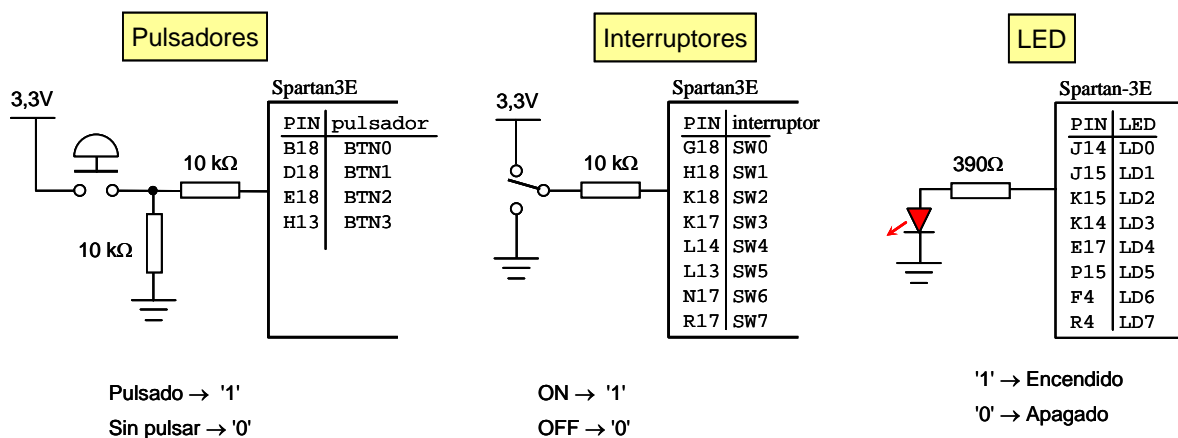 Pulsadores
3,3V
10 kΩ
10 kΩ
Spartan3E
PIN pulsador
B18 BTN0
D18 BTN1
E18 BTN2
H13 BTN3
Pulsado → '1'
Sin pulsar → '0'
Interruptores
3,3V
10 kΩ
Spartan3E
PIN interruptor
G18 SW0
H18 SW1
K18 SW2
K17 SW3
L14 SW4
L13 SW5
N17 SW6
R17 SW7
ON → '1'
OFF → '0'
LED
390Ω
Spartan-3E
PIN LED
J14 LD0
J15 LD1
K15 LD2
K14 LD3
E17 LD4
P15 LD5
F4 LD6
R4 LD7
'1' → Encendido
'0' → Apagado